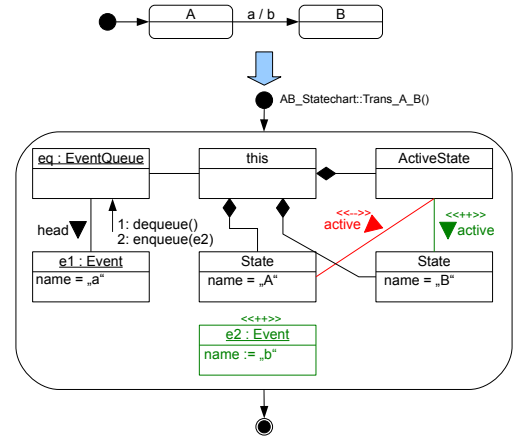 A
a / b
B
AB_Statechart::Trans_A_B()
eq : EventQueue
this
ActiveState
head
1: dequeue()
2: enqueue(e2)
<<-->>
active
<<++>>
active
e1 : Event
name = „a“
State
name = „A“
State
name = „B“
<<++>>
e2 : Event
name := „b“